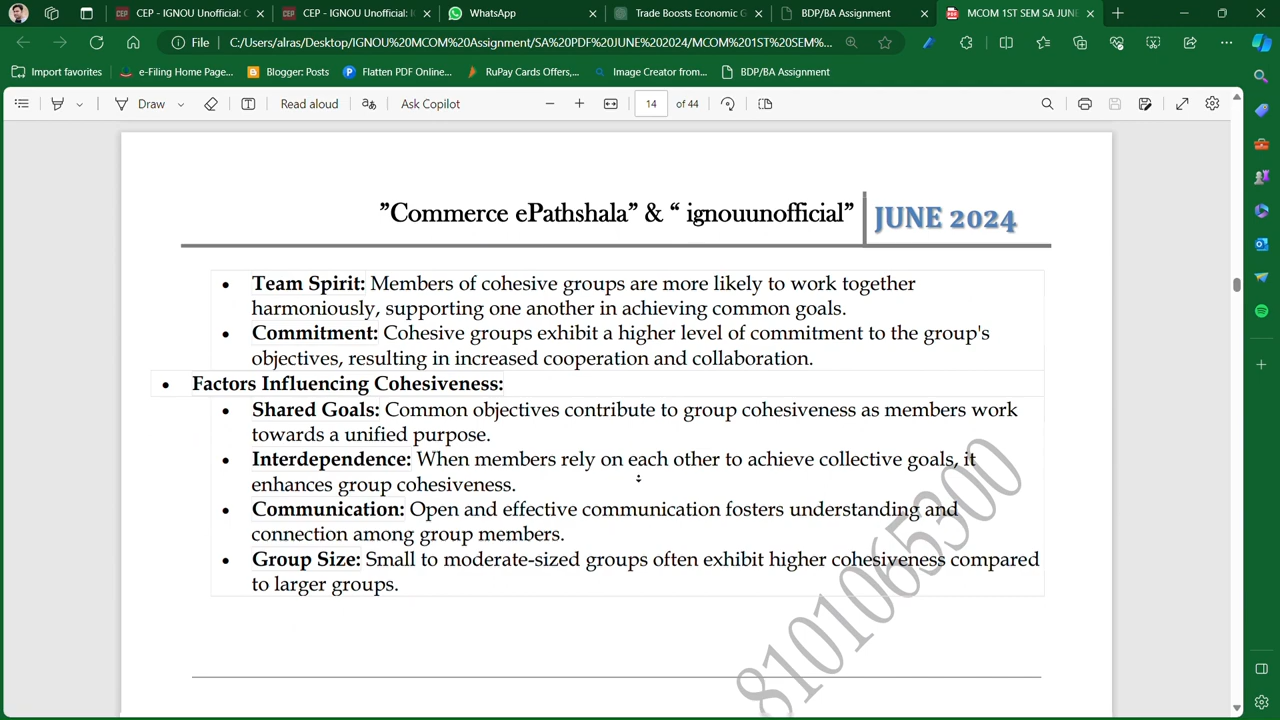 CEP - IGNOU Unofficial: C
CEP - IGNOU Unofficial: I
WhatsApp
Trade Boosts Economic G
BDP/BA Assignment
MCOM 1ST SEM SA JUNE
File
C:/Users/alras/Desktop/IGNOU%20MCOM%20Assignment/SA%20PDF%20JUNE%202024/MCOM%201ST%20SEM%...
Import favorites
e-Filing Home Page...
Blogger: Posts
Flatten PDF Online...
RuPay Cards Offers,...
Image Creator from...
BDP/BA Assignment
Draw
Read aloud
Ask Copilot
14 of 44
”Commerce ePathshala” & “ ignouunofficial”
JUNE 2024
• Team Spirit: Members of cohesive groups are more likely to work together
harmoniously, supporting one another in achieving common goals.
• Commitment: Cohesive groups exhibit a higher level of commitment to the group's
objectives, resulting in increased cooperation and collaboration.
• Factors Influencing Cohesiveness:
• Shared Goals: Common objectives contribute to group cohesiveness as members work
towards a unified purpose.
• Interdependence: When members rely on each other to achieve collective goals, it
enhances group cohesiveness.
• Communication: Open and effective communication fosters understanding and
connection among group members.
• Group Size: Small to moderate-sized groups often exhibit higher cohesiveness compared
to larger groups.
8101065300